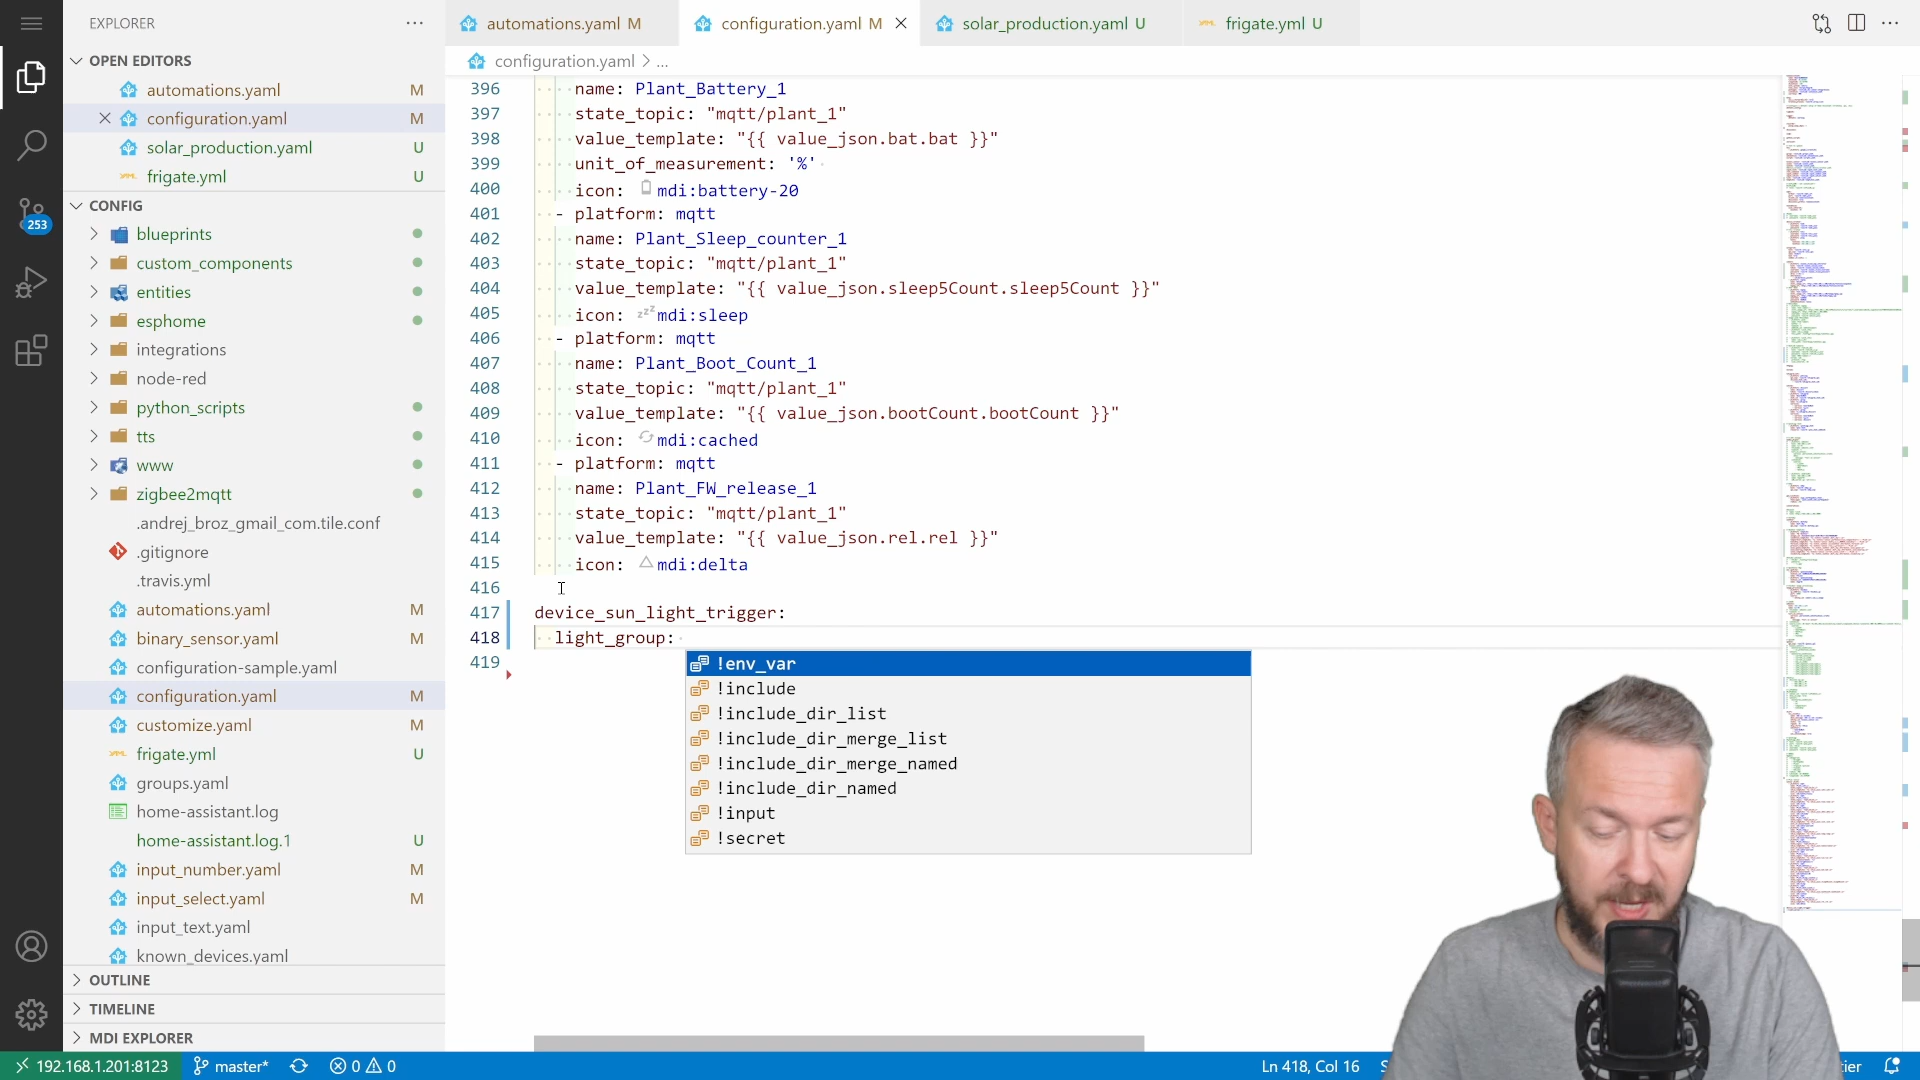 EXPLORER
OPEN EDITORS
automations.yaml M
configuration.yaml M
solar_production.yaml U
frigate.yml U
CONFIG
blueprints
custom_components
entities
esphome
integrations
node-red
python_scripts
tts
www
zigbee2mqtt
.andrej_broz_gmail_com.tile.conf
.gitignore
.travis.yml
automations.yaml M
binary_sensor.yaml M
configuration-sample.yaml
configuration.yaml M
customize.yaml M
frigate.yml U
groups.yaml
home-assistant.log
home-assistant.log.1 U
input_number.yaml M
input_select.yaml M
input_text.yaml
known_devices.yaml
OUTLINE
TIMELINE
MDI EXPLORER
253
automations.yaml M configuration.yaml M solar_production.yaml U frigate.yml U
configuration.yaml > ...
396 name: Plant_Battery_1
397 state_topic: "mqtt/plant_1"
398 value_template: "{{ value_json.bat.bat }}"
399 unit_of_measurement: '%'
400 icon: mdi:battery-20
401 - platform: mqtt
402 name: Plant_Sleep_counter_1
403 state_topic: "mqtt/plant_1"
404 value_template: "{{ value_json.sleep5Count.sleep5Count }}"
405 icon: mdi:sleep
406 - platform: mqtt
407 name: Plant_Boot_Count_1
408 state_topic: "mqtt/plant_1"
409 value_template: "{{ value_json.bootCount.bootCount }}"
410 icon: mdi:cached
411 - platform: mqtt
412 name: Plant_FW_release_1
413 state_topic: "mqtt/plant_1"
414 value_template: "{{ value_json.rel.rel }}"
415 icon: mdi:delta
416
417 device_sun_light_trigger:
418 light_group:
419
!env_var
!include
!include_dir_list
!include_dir_merge_list
!include_dir_merge_named
!include_dir_named
!input
!secret
192.168.1.201:8123 master* 0 0 Ln 418, Col 16